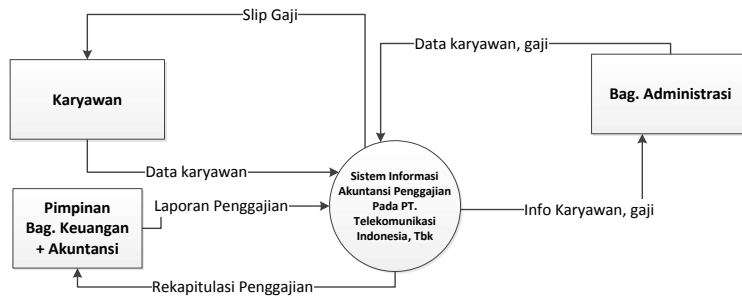 Slip Gaji
Data karyawan, gaji
Karyawan
Bag. Administrasi
Data karyawan
Sistem Informasi
Akuntansi Penggajian
Pada PT.
Telekomunikasi
Indonesia, Tbk
Pimpinan
Bag. Keuangan
+ Akuntansi
Laporan Penggajian
Info Karyawan, gaji
Rekapitulasi Penggajian